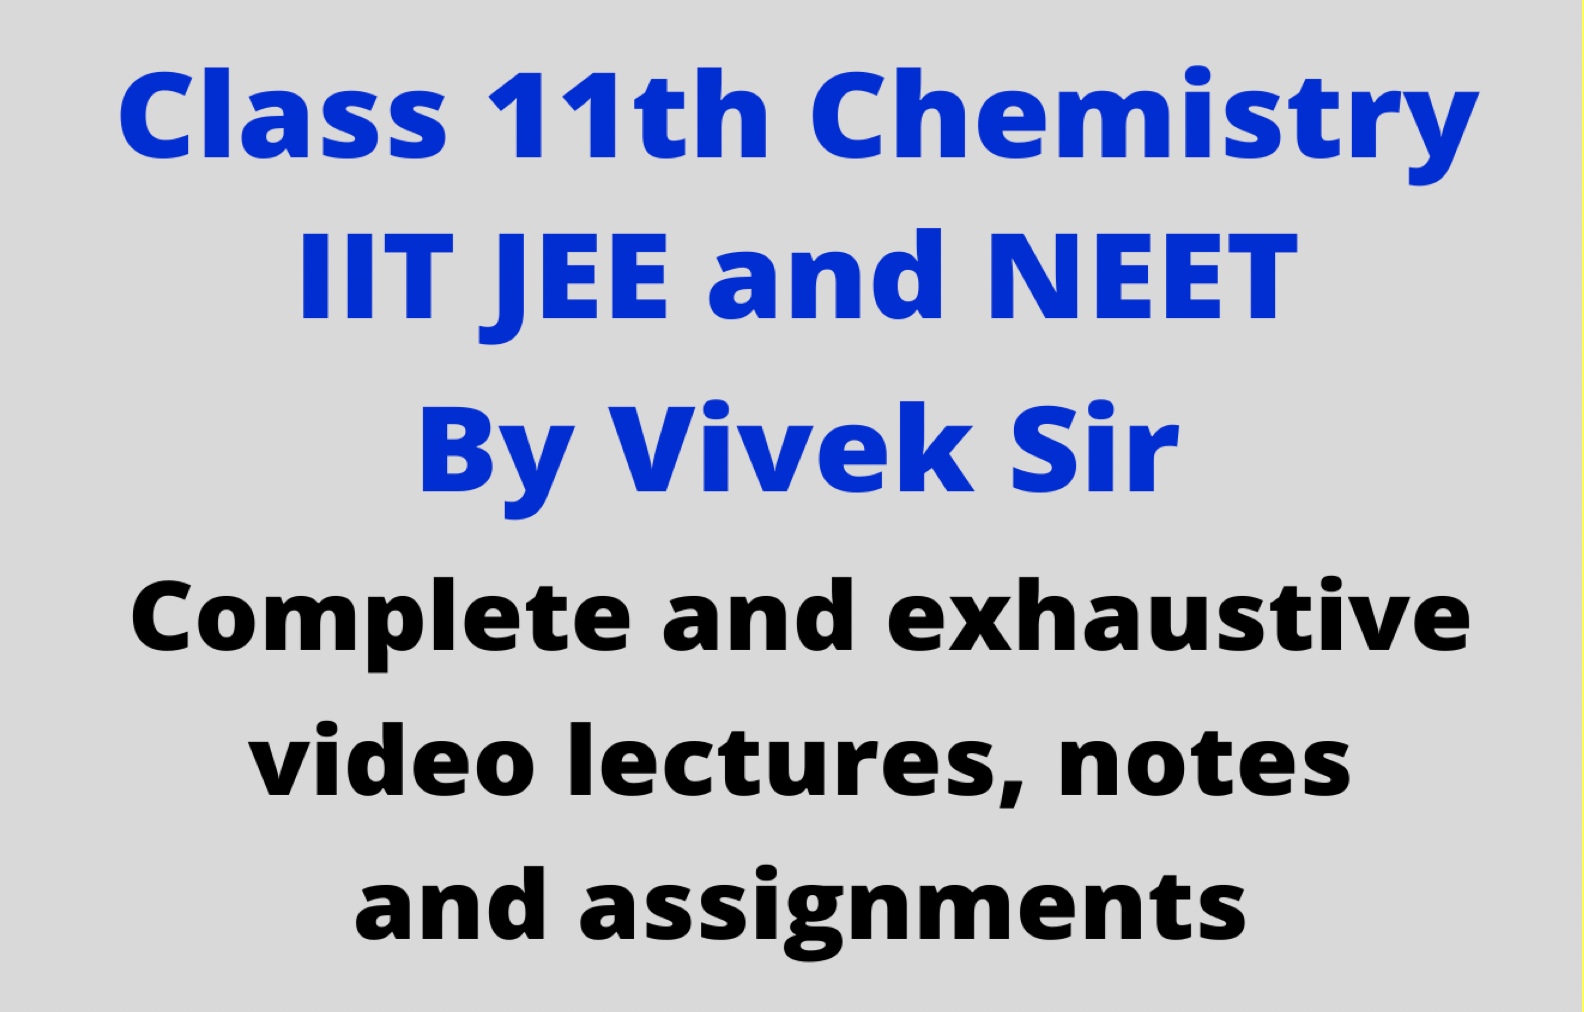 Class 11th Chemistry
IIT JEE and NEET
By Vivek Sir
Complete and exhaustive
video lectures, notes
and assignments